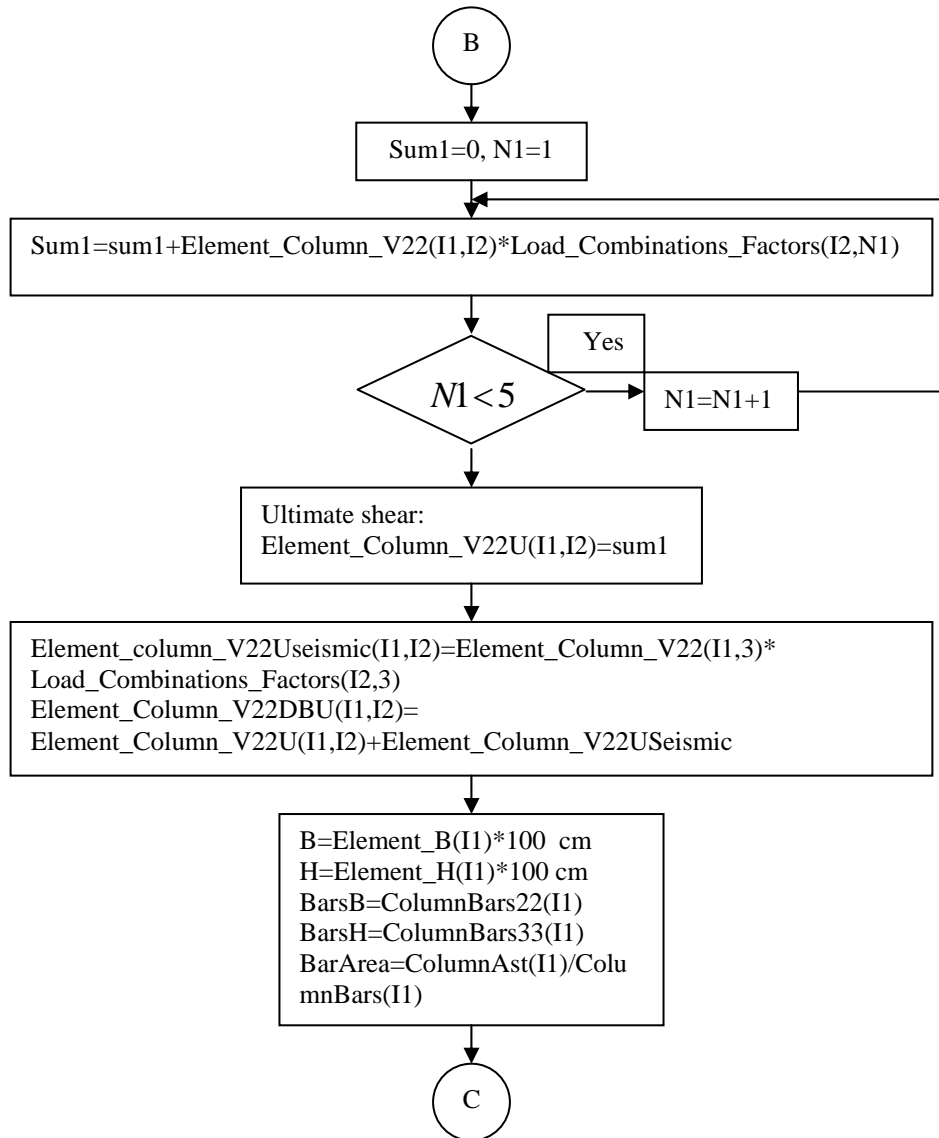 B
Sum1=0, N1=1
Sum1=sum1+Element_Column_V22(I1,I2)*Load_Combinations_Factors(I2,N1)
Yes
N1<5
N1=N1+1
Ultimate shear:
Element_Column_V22U(I1,I2)=sum1
Element_column_V22Useismic(I1,I2)=Element_Column_V22(I1,3)*
Load_Combinations_Factors(I2,3)
Element_Column_V22DBU(I1,I2)=
Element_Column_V22U(I1,I2)+Element_Column_V22USeismic
B=Element_B(I1)*100 cm
H=Element_H(I1)*100 cm
BarsB=ColumnBars22(I1)
BarsH=ColumnBars33(I1)
BarArea=ColumnAst(I1)/Colu
mnBars(I1)
C